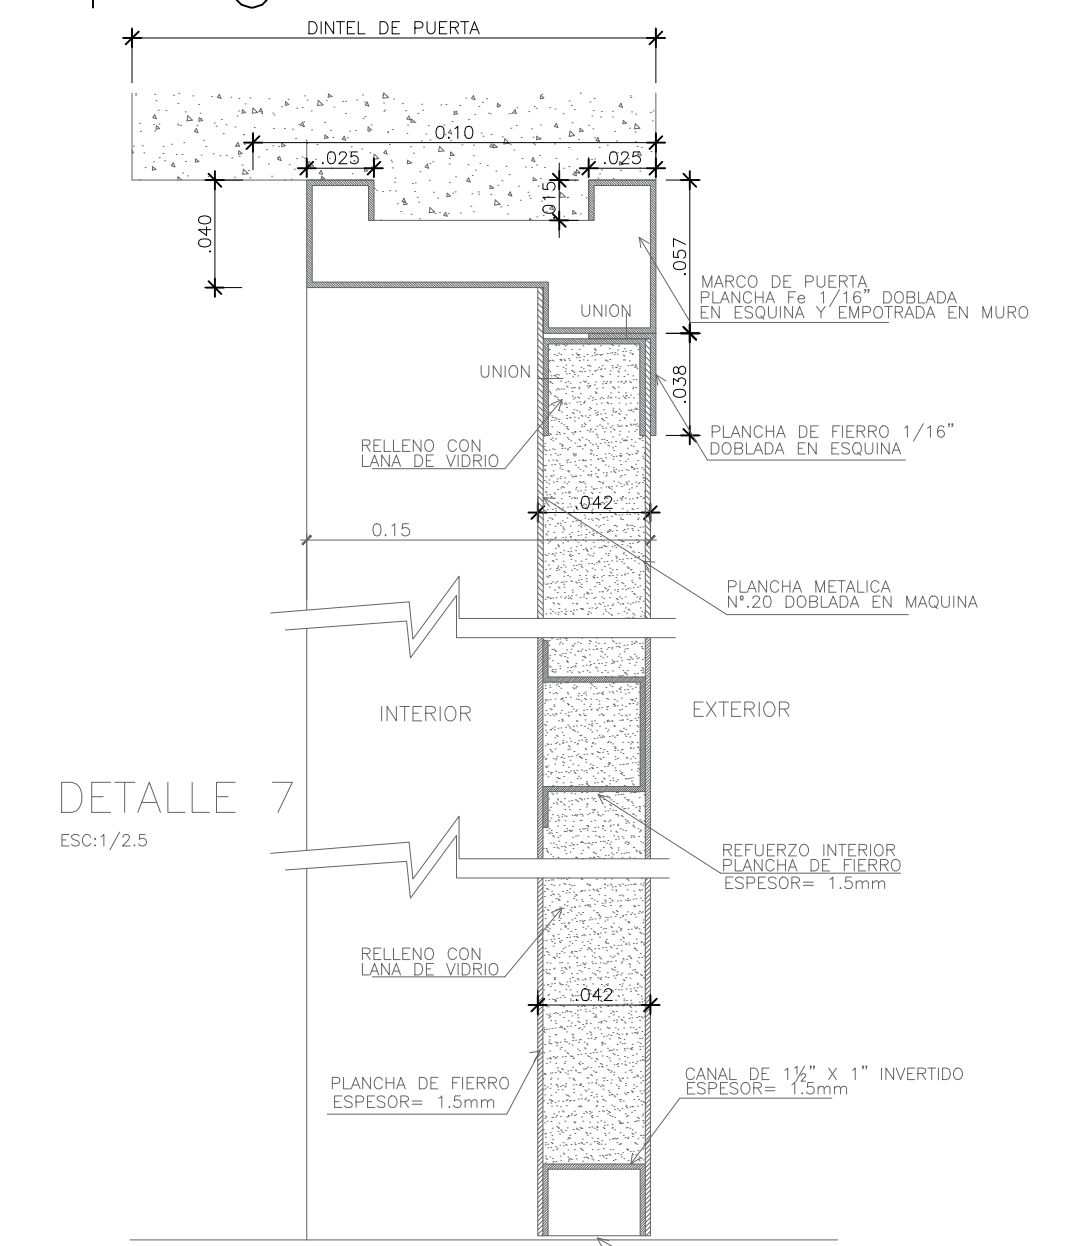 DINTEL DE PUERTA
0.10
.025
.025
.015
.040
.057
MARCO DE PUERTA
PLANCHA Fe 1/16" DOBLADA
EN ESQUINA Y EMPOTRADA EN MURO
UNION
UNION
.038
PLANCHA DE FIERRO 1/16"
DOBLADA EN ESQUINA
RELLENO CON
LANA DE VIDRIO
.042
0.15
PLANCHA METALICA
Nº.20 DOBLADA EN MAQUINA
INTERIOR
EXTERIOR
DETALLE 7
ESC:1/2.5
REFUERZO INTERIOR
PLANCHA DE FIERRO
ESPESOR= 1.5mm
RELLENO CON
LANA DE VIDRIO
.042
PLANCHA DE FIERRO
ESPESOR= 1.5mm
CANAL DE 1½" X 1" INVERTIDO
ESPESOR= 1.5mm